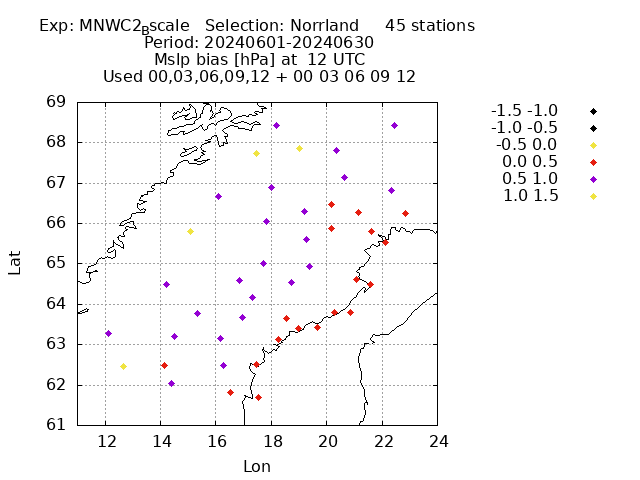 Exp: MNWC2_Bscale   Selection: Norrland     45 stations
Period: 20240601-20240630
Mslp bias [hPa] at  12 UTC
Used 00,03,06,09,12 + 00 03 06 09 12
-1.5 -1.0
-1.0 -0.5
-0.5 0.0
0.0 0.5
0.5 1.0
1.0 1.5
69
68
67
66
65
64
63
62
61
Lat
12 14 16 18 20 22 24
Lon